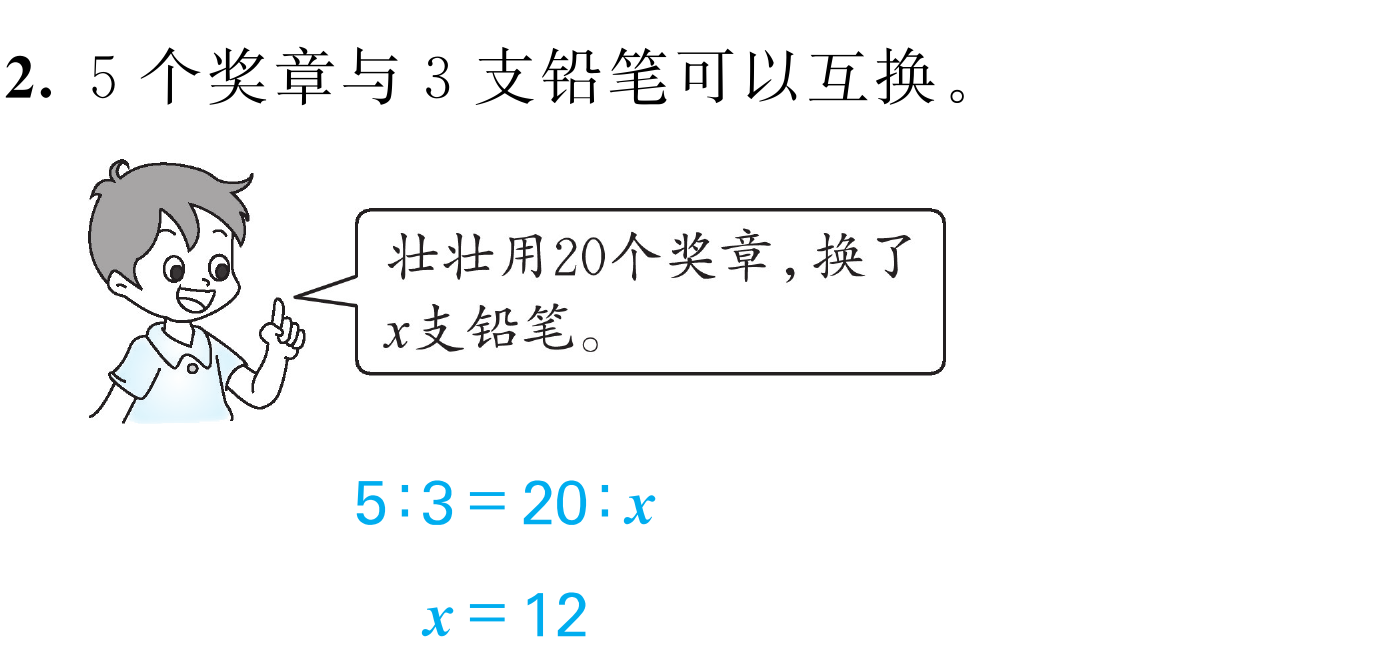 2. 5 个奖章与 3 支铅笔可以互换。
壮壮用20个奖章，换了
x支铅笔。
5∶3＝20∶x
x＝12